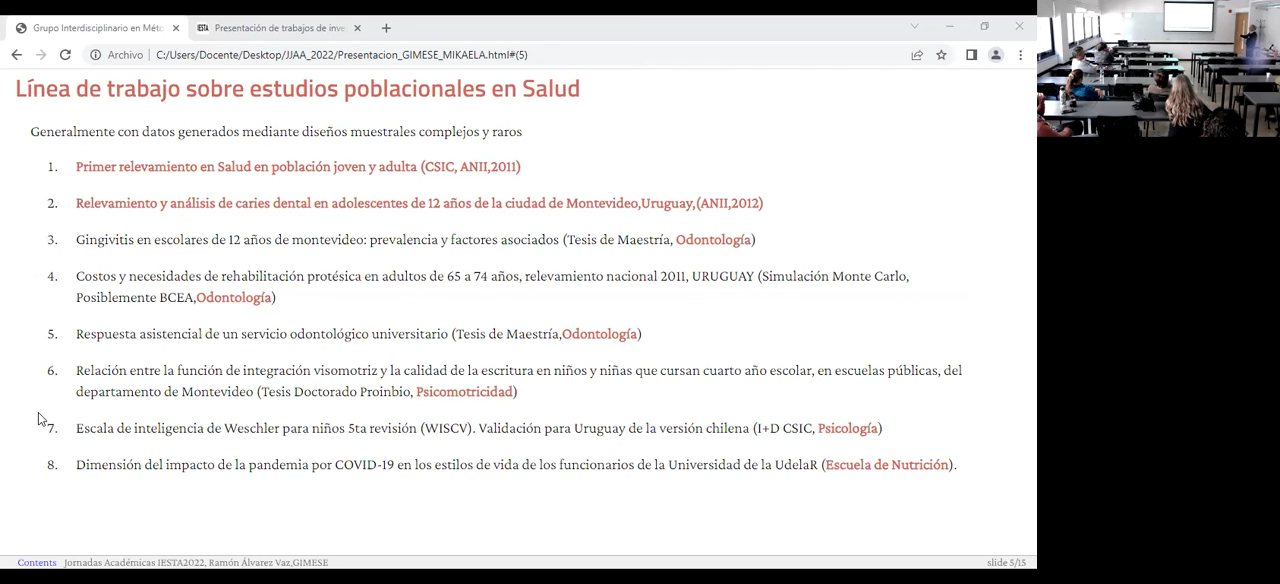 Grupo Interdisciplinario en Méto
Presentación de trabajos de inve
Archivo
C:/Users/Docente/Desktop/JJAA_2022/Presentacion_GIMESE_MIKAELA.html#(5)
Línea de trabajo sobre estudios poblacionales en Salud
Generalmente con datos generados mediante diseños muestrales complejos y raros
1. Primer relevamiento en Salud en población joven y adulta (CSIC, ANII,2011)
2. Relevamiento y análisis de caries dental en adolescentes de 12 años de la ciudad de Montevideo,Uruguay,(ANII,2012)
3. Gingivitis en escolares de 12 años de montevideo: prevalencia y factores asociados (Tesis de Maestría, Odontología)
4. Costos y necesidades de rehabilitación protésica en adultos de 65 a 74 años, relevamiento nacional 2011, URUGUAY (Simulación Monte Carlo,
Posiblemente BCEA,Odontología)
5. Respuesta asistencial de un servicio odontológico universitario (Tesis de Maestría,Odontología)
6. Relación entre la función de integración visomotriz y la calidad de la escritura en niños y niñas que cursan cuarto año escolar, en escuelas públicas, del
departamento de Montevideo (Tesis Doctorado Proinbio, Psicomotricidad)
7. Escala de inteligencia de Weschler para niños 5ta revisión (WISCV). Validación para Uruguay de la versión chilena (I+D CSIC, Psicología)
8. Dimensión del impacto de la pandemia por COVID-19 en los estilos de vida de los funcionarios de la Universidad de la UdelaR (Escuela de Nutrición).
Contents Jornadas Académicas IESTA2022, Ramón Álvarez Vaz,GIMESE
slide 5/15